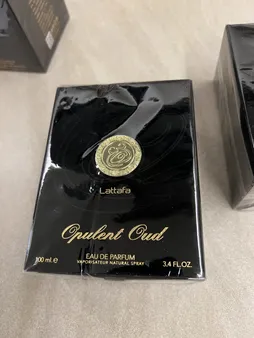 Lattafa
Opulent Oud
EAU DE PARFUM
VAPORISATEUR NATURAL SPRAY
100 ml.e
3.4 FL.OZ.